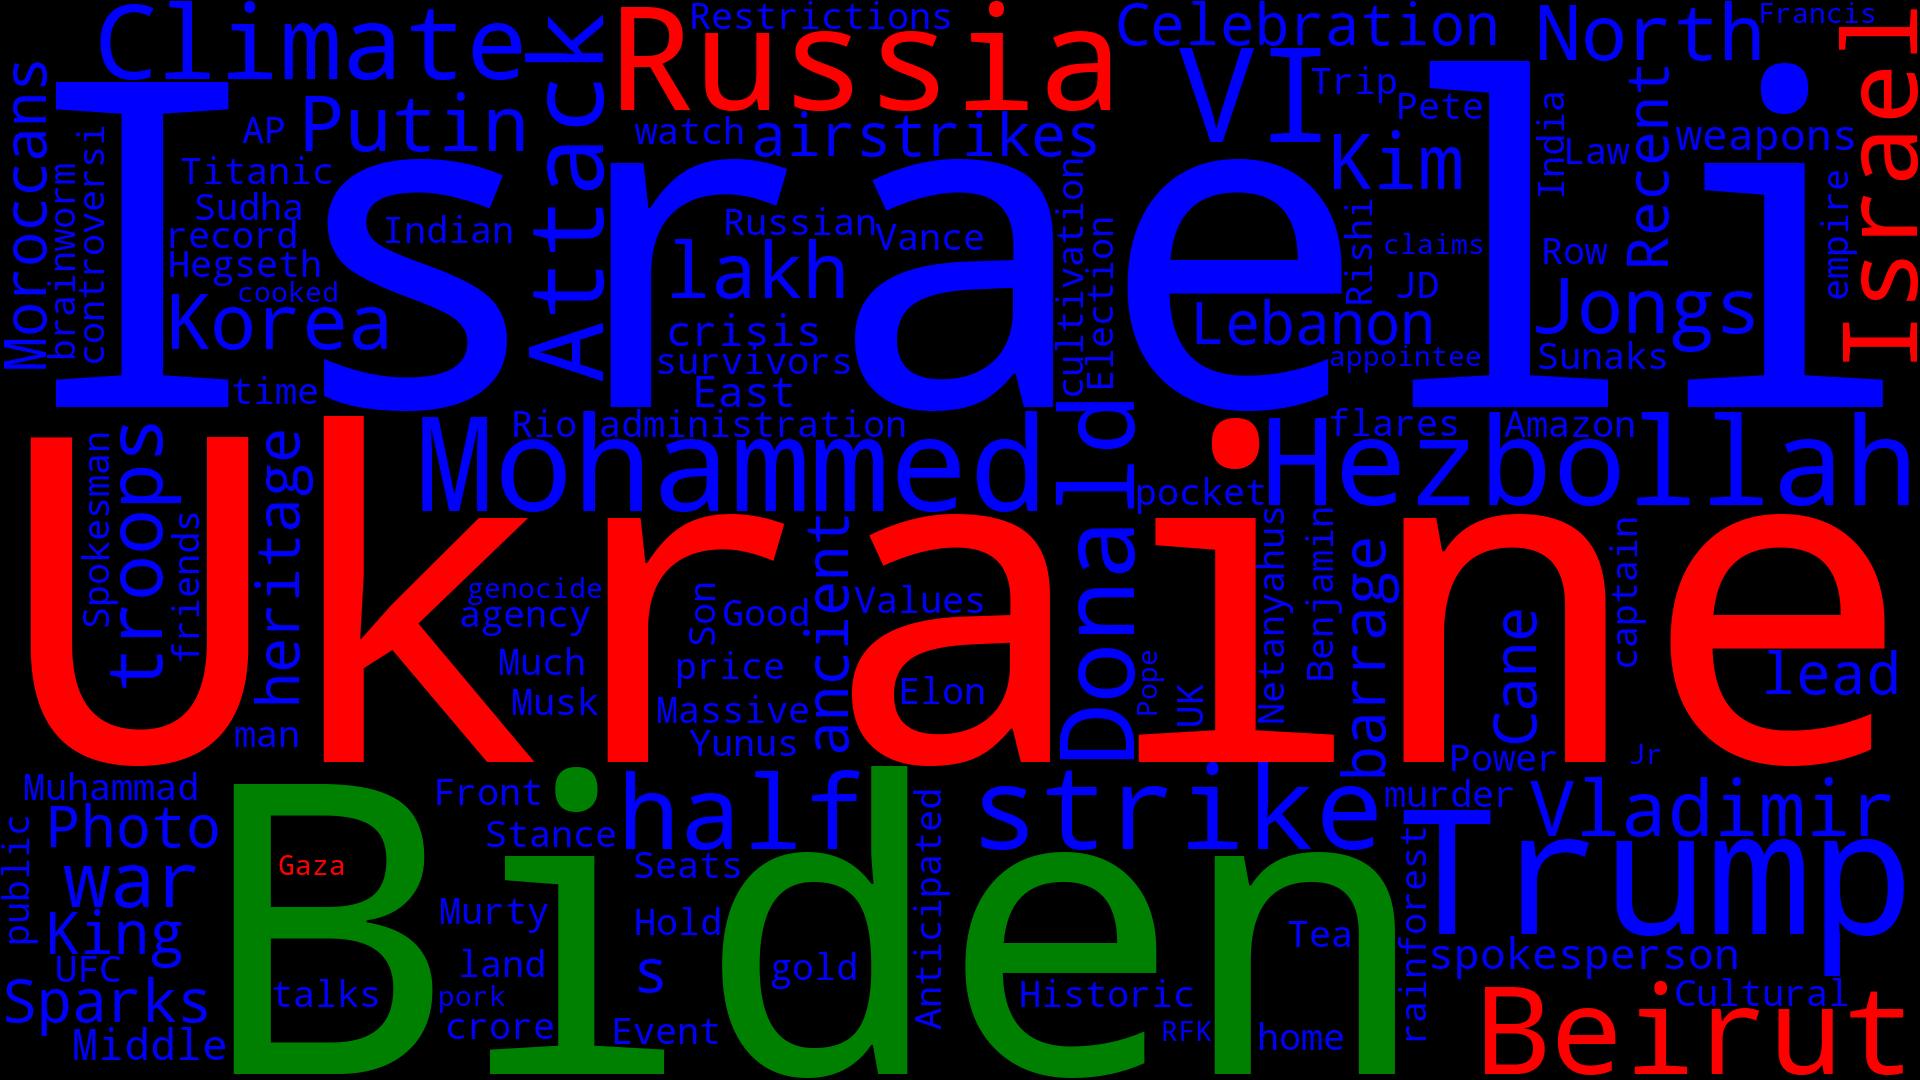 Climate
Restrictions
Russia
Celebration
North
Francis
Israel
Moroccans
brainworm
controversi
AP
Putin
Attack
watch
airstrikes
VI
Trip
Pete
Kim
India
Law
Recent
weapons
empire
Israeli
Titanic
Sudha
record
Hegseth
cooked
Korea
time
Indian
Russian
Vance
lakh
crisis
survivors
East
cultivation
Election
Rishi
claims
JD
Lebanon
appointee
Row
Jongs
Sunaks
Rio
administration
Mohammed
Donald
pocket
Hezbollah
flares
Amazon
Ukraine
Spokesman
troops
friends
heritage
man
genocide
agency
Much
Musk
Son
Good
price
Massive
Yunus
ancient
Values
Elon
Pope
UK
Netanyahus
Benjamin
barrage
Cane
captain
lead
Power
Jr
Muhammad
Photo
public
war
King
UFC
Sparks
Middle
Biden
Gaza
talks
Front
Stance
half
strike
murder
Vladimir
Trump
Murty
land
pork
crore
Seats
Hold
s
Event
gold
Anticipated
Historic
RFK
Tea
home
rainforest
spokesperson
Cultural
Beirut